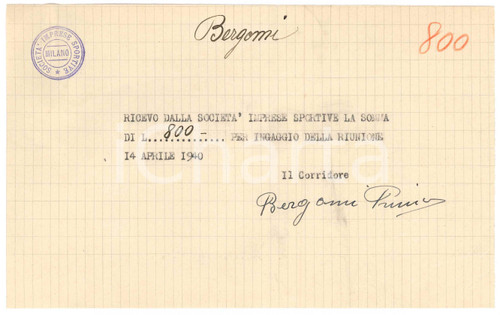 Bergomi
800
SOCIETA' IMPRESE SPORTIVE
MILANO
RICEVO DALLA SOCIETA' IMPRESE SPORTIVE LA SOMMA
DI L. 800 - PER INGAGGIO DELLA RIUNIONE
14 APRILE 1940
Il Corridore
Bergomi Primo